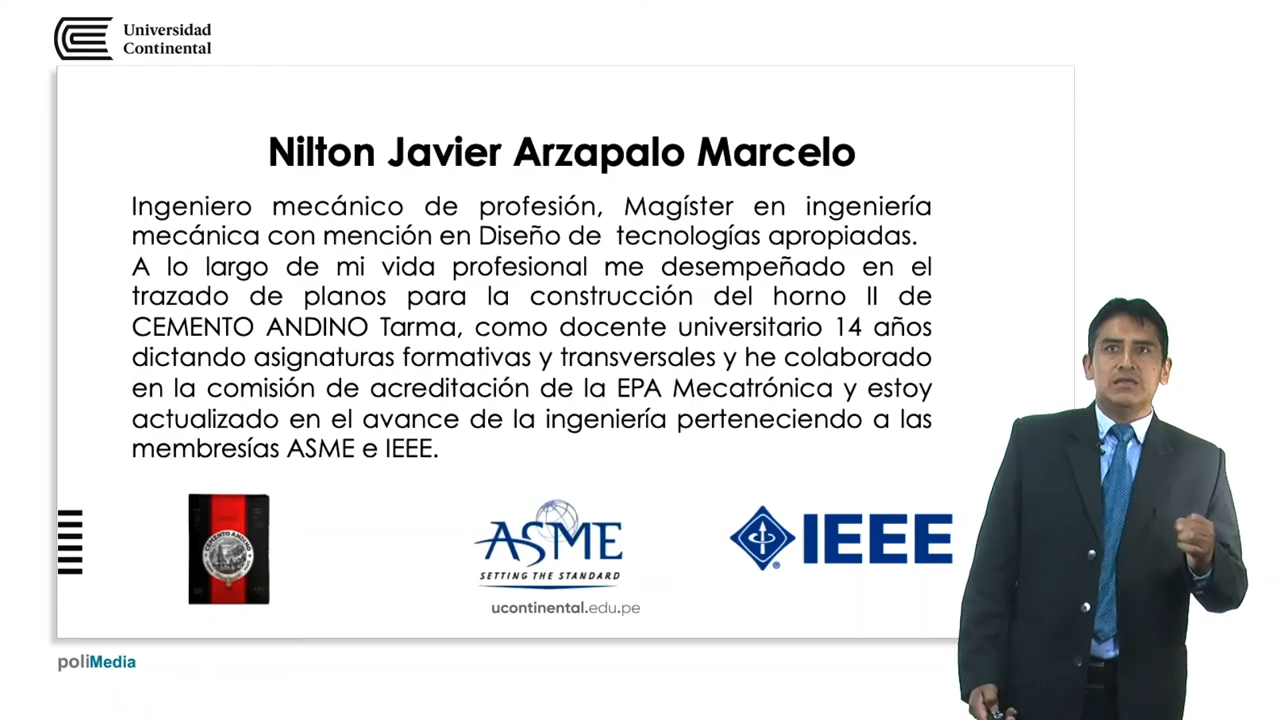 Universidad
Continental
Nilton Javier Arzapalo Marcelo
Ingeniero mecánico de profesión, Magíster en ingeniería
mecánica con mención en Diseño de tecnologías apropiadas.
A lo largo de mi vida profesional me desempeñado en el
trazado de planos para la construcción del horno II de
CEMENTO ANDINO Tarma, como docente universitario 14 años
dictando asignaturas formativas y transversales y he colaborado
en la comisión de acreditación de la EPA Mecatrónica y estoy
actualizado en el avance de la ingeniería perteneciendo a las
membresías ASME e IEEE.
CEMENTO ANDINO
ASME
SETTING THE STANDARD
IEEE
ucontinental.edu.pe
poliMedia